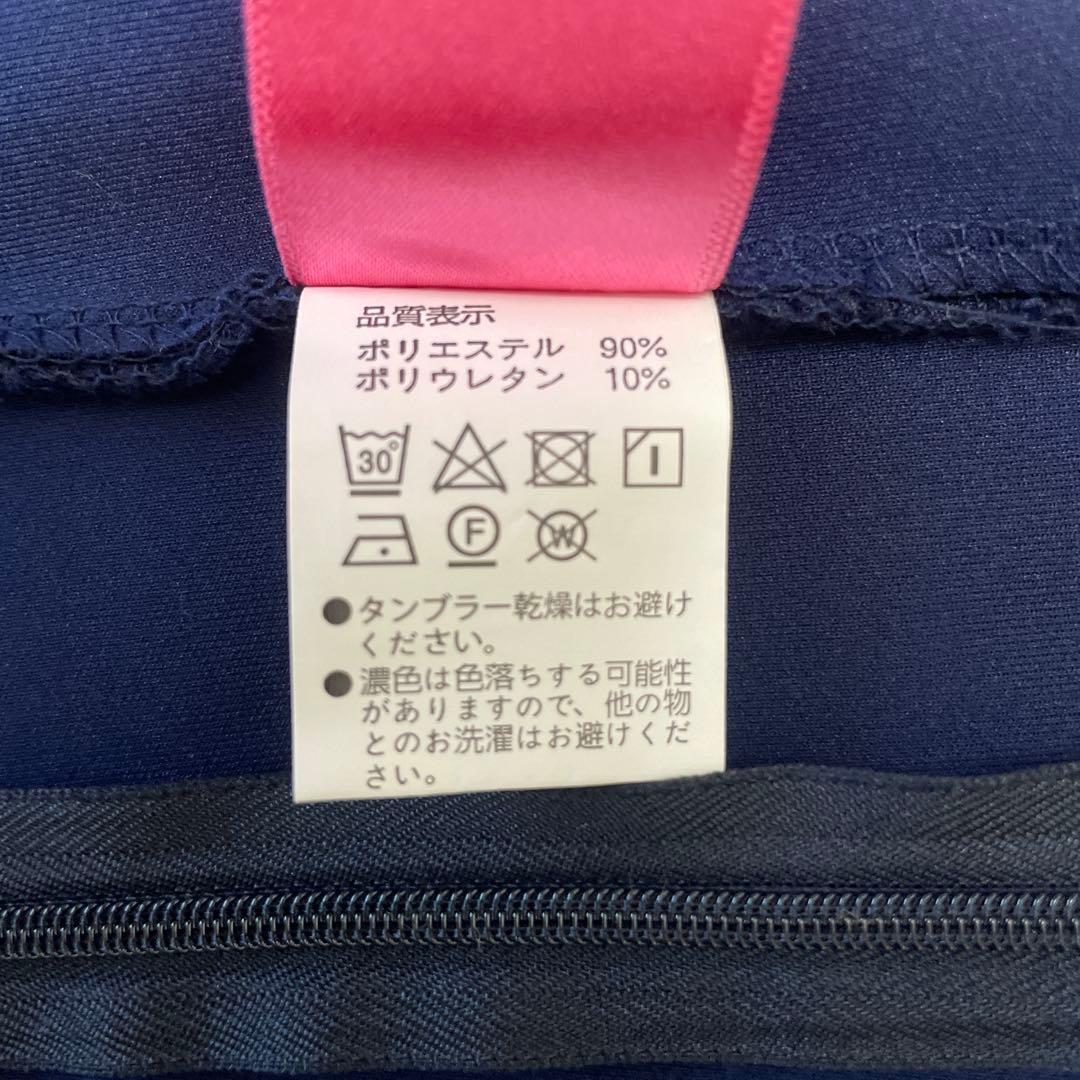 品質表示
ポリエステル 90%
ポリウレタン 10%
30°
F W
●タンブラー乾燥はお避け
ください。
●濃色は色落ちする可能性
がありますので、他の物
とのお洗濯はお避けくだ
さい。